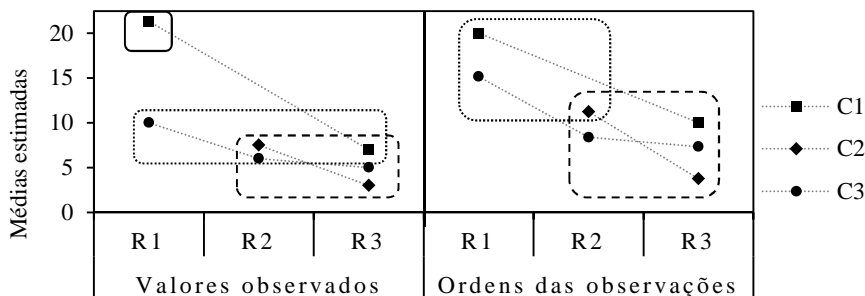 Médias estimadas
20
15
10
5
0
R1 R2 R3 R1 R2 R3
Valores observados Ordens das observações
C1
C2
C3